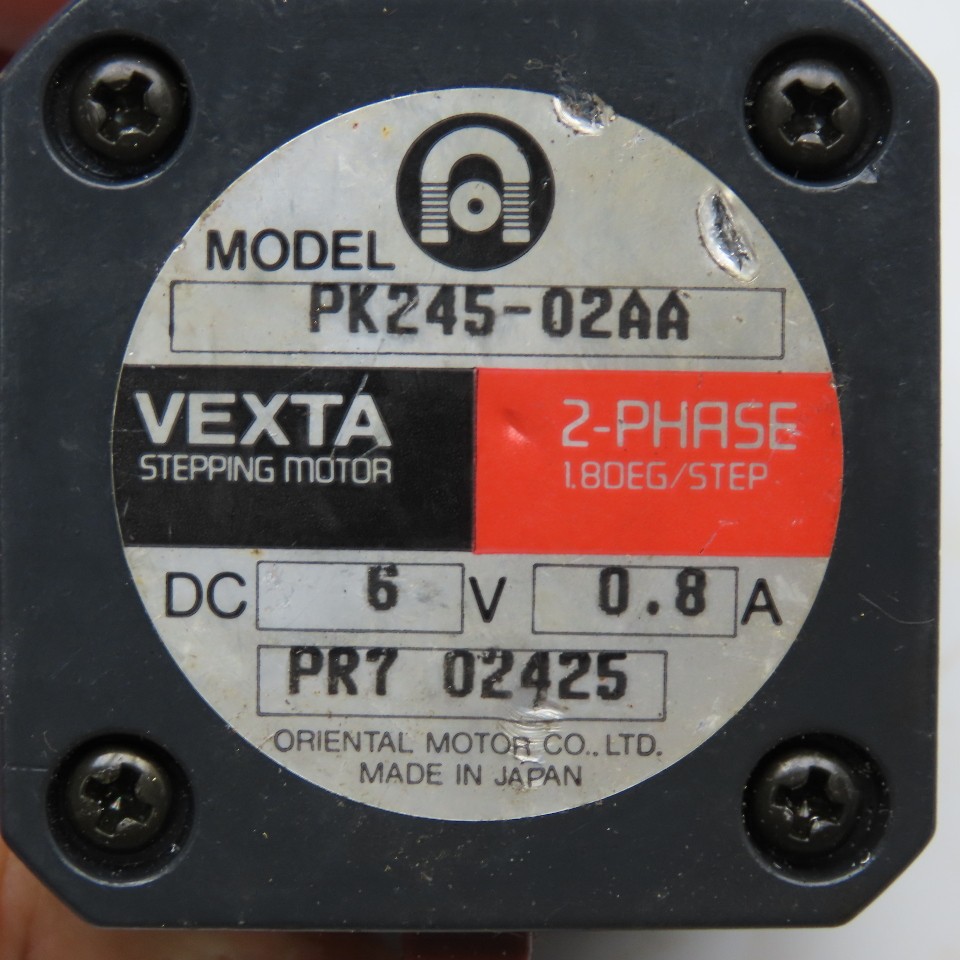 MODEL
PK245-02AA
VEXTA
STEPPING MOTOR
2-PHASE
1.8DEG/STEP
DC 6 V 0.8 A
PR7 02425
ORIENTAL MOTOR CO.,LTD.
MADE IN JAPAN